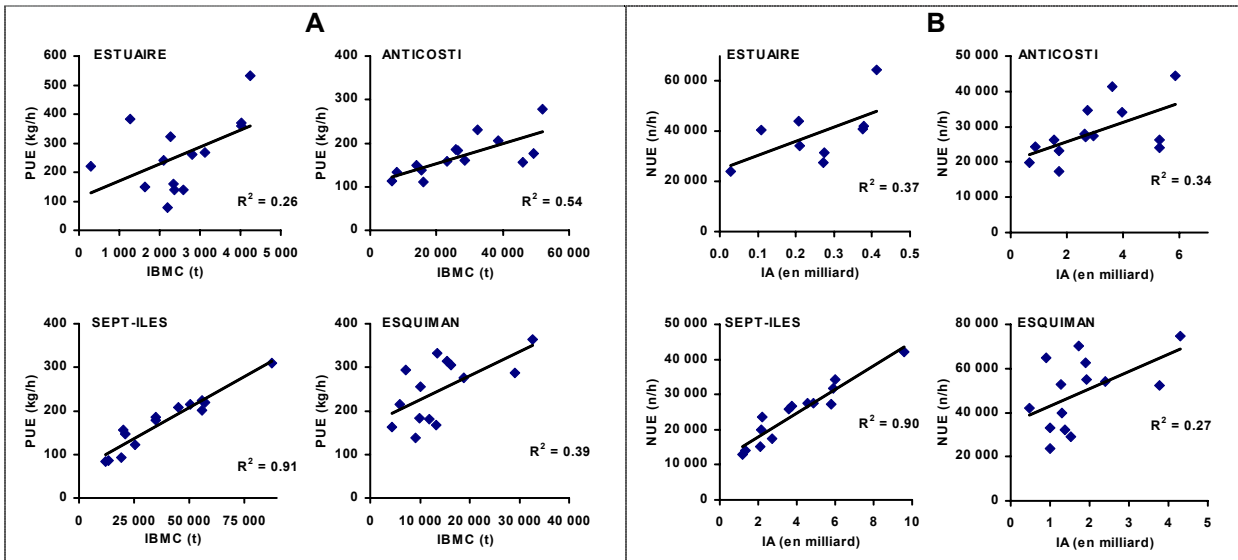 A
ESTUAIRE
PUE (kg/h)
600
500
400
300
200
100
0
0 1 000 2 000 3 000 4 000 5 000
IBMC (t)
R² = 0.26
ANTICOSTI
PUE (kg/h)
400
300
200
100
0
0 20 000 40 000 60 000
IBMC (t)
R² = 0.54
SEPT-ILES
PUE (kg/h)
400
300
200
100
0
0 25 000 50 000 75 000
IBMC (t)
R² = 0.91
ESQUIMAN
PUE (kg/h)
400
300
200
100
0
0 10 000 20 000 30 000 40 000
IBMC (t)
R² = 0.39
B
ESTUAIRE
NUE (n/h)
60 000
40 000
20 000
0
0.0 0.1 0.2 0.3 0.4 0.5
IA (en milliard)
R² = 0.37
ANTICOSTI
NUE (n/h)
50 000
40 000
30 000
20 000
10 000
0
0 2 4 6
IA (en milliard)
R² = 0.34
SEPT-ILES
NUE (n/h)
50 000
40 000
30 000
20 000
10 000
0
0 2 4 6 8 10
IA (en milliard)
R² = 0.90
ESQUIMAN
NUE (n/h)
80 000
60 000
40 000
20 000
0
0 1 2 3 4 5
IA (en milliard)
R² = 0.27